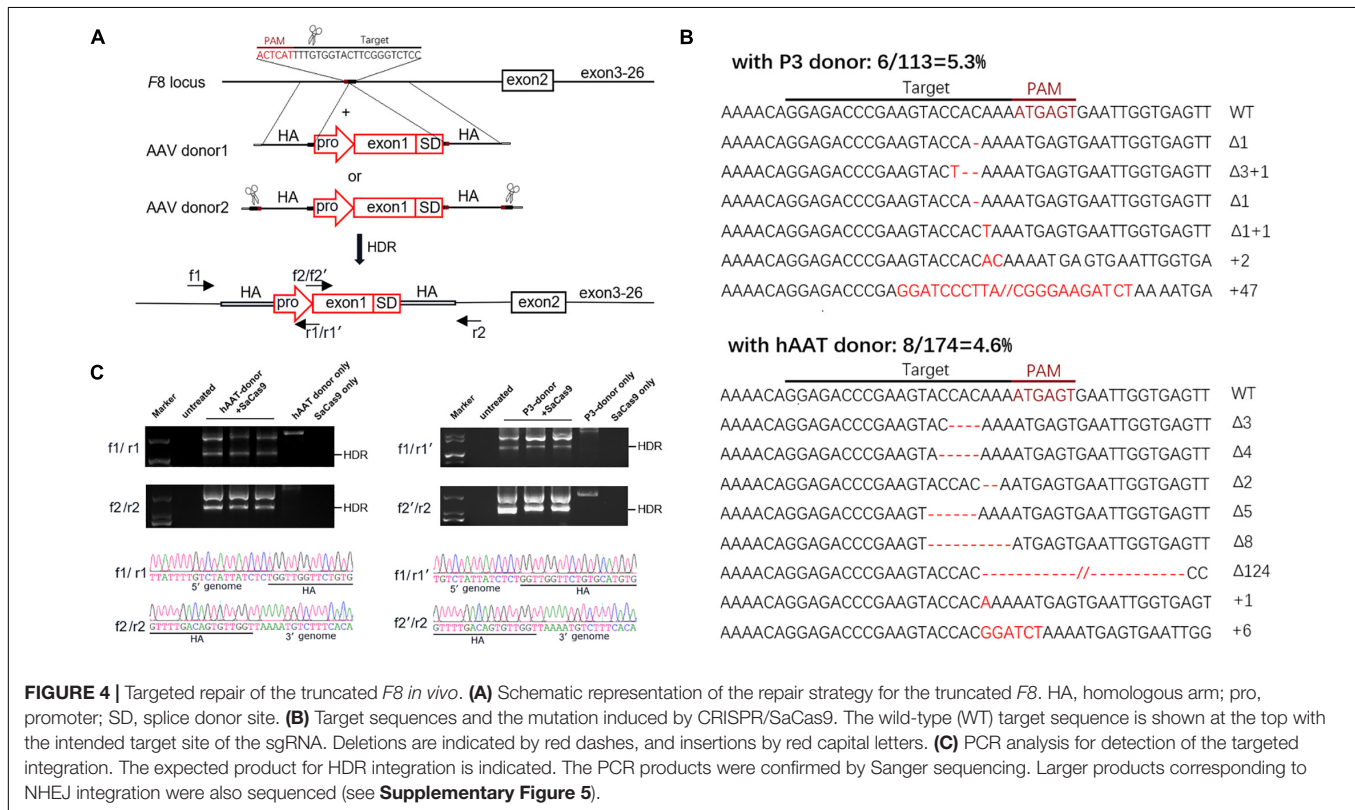 A
PAM Target
ACTCATTTTGTGGTACTTCGGGTCTCC
F8 locus
exon2
exon3-26
+
HA
HA
AAV donor1
pro
exon1
SD
or
HA
HA
AAV donor2
pro
exon1
SD
HDR
f1
f2/f2′
HA
HA
exon3-26
pro
exon1
SD
exon2
r1/r1′
r2
B
with P3 donor: 6/113=5.3%
Target PAM
AAAACAGGAGACCCGAAGTACCACAAAATGAGTGAATTGGTGAGTT WT
AAAACAGGAGACCCGAAGTACCA-AAAATGAGTGAATTGGTGAGTT Δ1
AAAACAGGAGACCCGAAGTACT--AAAATGAGTGAATTGGTGAGTT Δ3+1
AAAACAGGAGACCCGAAGTACCA-AAAATGAGTGAATTGGTGAGTT Δ1
AAAACAGGAGACCCGAAGTACCACTAAATGAGTGAATTGGTGAGTT Δ1+1
AAAACAGGAGACCCGAAGTACCACACAAAATGAGTGAATTGGTGA +2
AAAACAGGAGACCCGAGGATCCCTTA//CGGGAAGATCTAAAATGA +47
with hAAT donor: 8/174=4.6%
Target PAM
AAAACAGGAGACCCGAAGTACCACAAAATGAGTGAATTGGTGAGTT WT
AAAACAGGAGACCCGAAGTAC----AAAATGAGTGAATTGGTGAGTT Δ3
AAAACAGGAGACCCGAAGTA-----AAAATGAGTGAATTGGTGAGTT Δ4
AAAACAGGAGACCCGAAGTACCAC--AATGAGTGAATTGGTGAGTT Δ2
AAAACAGGAGACCCGAAGT------AAAATGAGTGAATTGGTGAGTT Δ5
AAAACAGGAGACCCGAAGT----------ATGAGTGAATTGGTGAGTT Δ8
AAAACAGGAGACCCGAAGTACCAC-----------//-----------CC Δ124
AAAACAGGAGACCCGAAGTACCACAAAAATGAGTGAATTGGTGAGT +1
AAAACAGGAGACCCGAAGTACCACGGATCTAAAATGAGTGAATTGG +6
C
Marker
untreated
hAAT-donor
+SaCas9
hAAT donor only
SaCas9 only
f1/ r1
HDR
f2/r2
HDR
f1/ r1
TTATTTTGTCTATTATCTCTGGTTGGTTCTGTG
5′ genome HA
f2/r2
GTTTTGACAGTGTTGGTTAAAATGTCTTTCACA
HA 3′ genome
Marker
untreated
P3-donor
+SaCas9
P3-donor only
SaCas9 only
f1/r1′
HDR
f2′/r2
HDR
f1/r1′
TGTCTATTATCTCTGGTTGGTTCTGTGCATGTG
5′ genome HA
f2′/r2
GTTTTGACAGTGTTGGTTAAAATGTCTTTCACA
HA 3′ genome
FIGURE 4 | Targeted repair of the truncated F8 in vivo. (A) Schematic representation of the repair strategy for the truncated F8. HA, homologous arm; pro,
promoter; SD, splice donor site. (B) Target sequences and the mutation induced by CRISPR/SaCas9. The wild-type (WT) target sequence is shown at the top with
the intended target site of the sgRNA. Deletions are indicated by red dashes, and insertions by red capital letters. (C) PCR analysis for detection of the targeted
integration. The expected product for HDR integration is indicated. The PCR products were confirmed by Sanger sequencing. Larger products corresponding to
NHEJ integration were also sequenced (see Supplementary Figure 5).